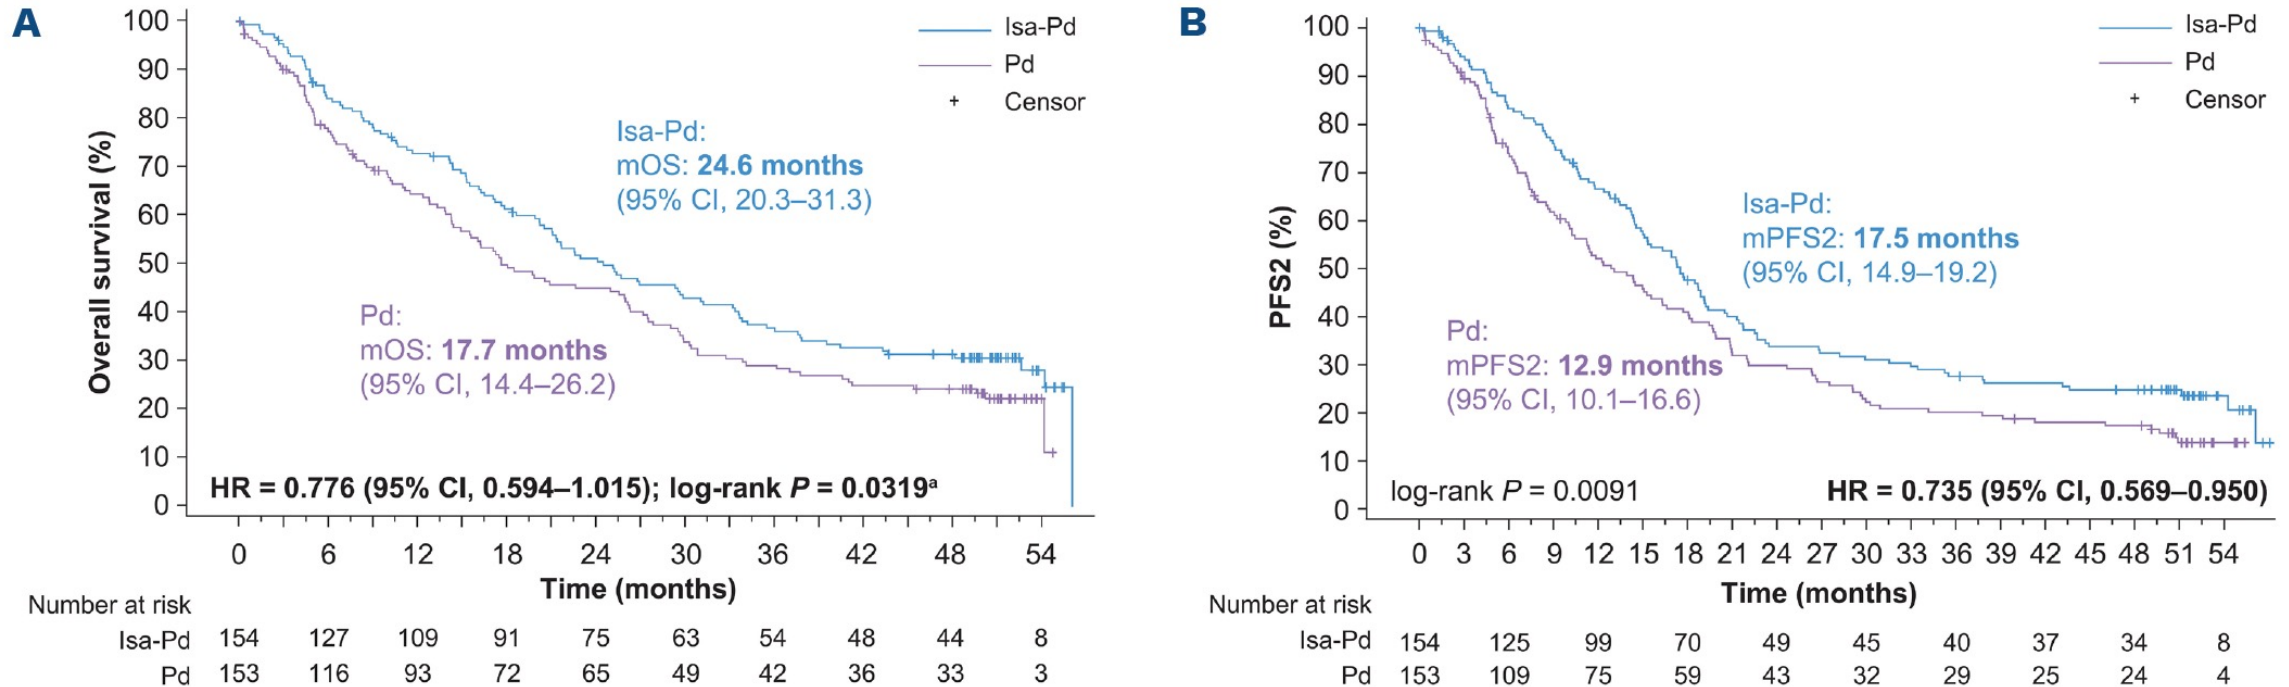 A
Overall survival (%)
100
90
80
70
60
50
40
30
20
10
0
Isa-Pd
Pd
+ Censor
Isa-Pd:
mOS: 24.6 months
(95% CI, 20.3–31.3)
Pd:
mOS: 17.7 months
(95% CI, 14.4–26.2)
HR = 0.776 (95% CI, 0.594–1.015); log-rank P = 0.0319ᵃ
0 6 12 18 24 30 36 42 48 54
Time (months)
Number at risk
Isa-Pd 154 127 109 91 75 63 54 48 44 8
Pd 153 116 93 72 65 49 42 36 33 3
B
PFS2 (%)
100
90
80
70
60
50
40
30
20
10
0
Isa-Pd
Pd
+ Censor
Isa-Pd:
mPFS2: 17.5 months
(95% CI, 14.9–19.2)
Pd:
mPFS2: 12.9 months
(95% CI, 10.1–16.6)
log-rank P = 0.0091
HR = 0.735 (95% CI, 0.569–0.950)
0 3 6 9 12 15 18 21 24 27 30 33 36 39 42 45 48 51 54
Time (months)
Number at risk
Isa-Pd 154 125 99 70 49 45 40 37 34 8
Pd 153 109 75 59 43 32 29 25 24 4